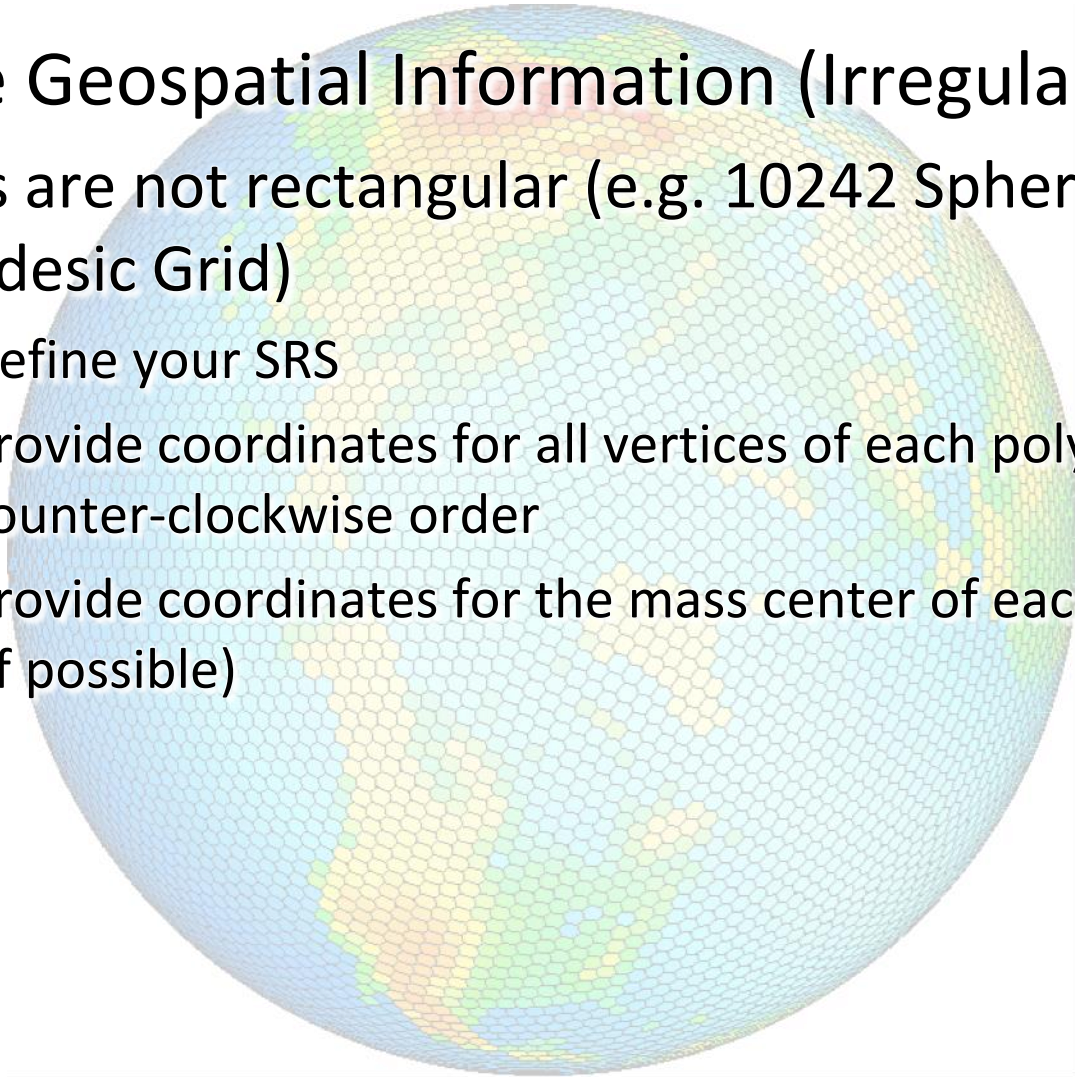 e Geospatial Information (Irregula
s are not rectangular (e.g. 10242 Spher
desic Grid)
efine your SRS
rovide coordinates for all vertices of each poly
ounter-clockwise order
rovide coordinates for the mass center of eac
f possible)